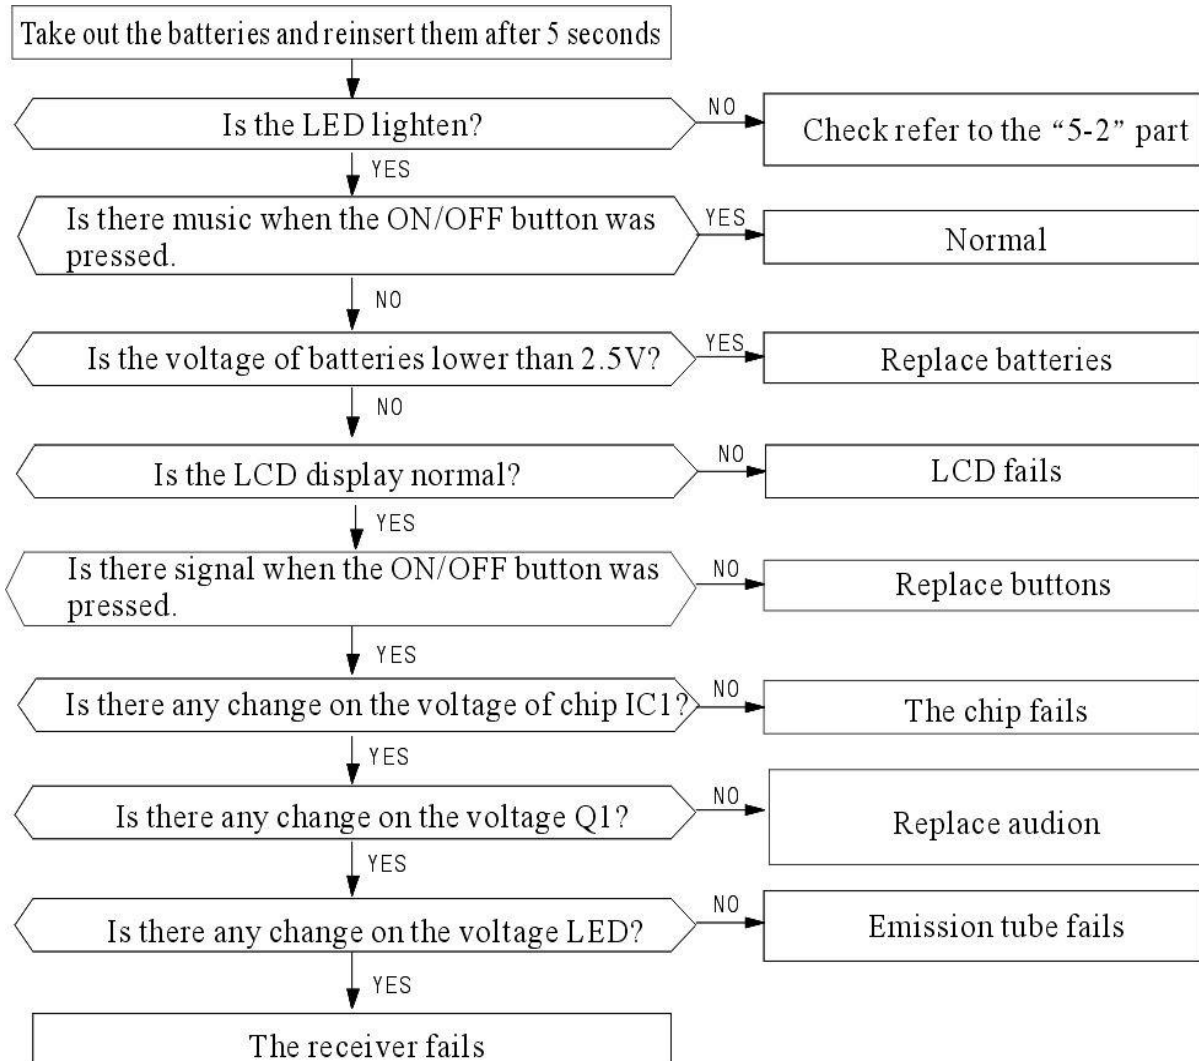 Take out the batteries and reinsert them after 5 seconds
Is the LED lighten?
NO
Check refer to the “5-2” part
YES
Is there music when the ON/OFF button was
pressed.
YES
Normal
NO
Is the voltage of batteries lower than 2.5V?
YES
Replace batteries
NO
Is the LCD display normal?
NO
LCD fails
YES
Is there signal when the ON/OFF button was
pressed.
NO
Replace buttons
YES
Is there any change on the voltage of chip IC1?
NO
The chip fails
YES
Is there any change on the voltage Q1?
NO
Replace audion
YES
Is there any change on the voltage LED?
NO
Emission tube fails
YES
The receiver fails